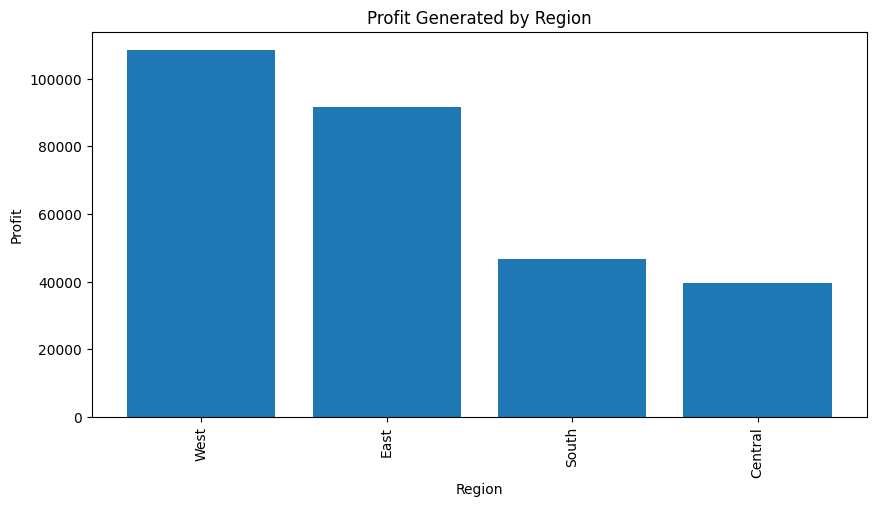 Profit Generated by Region
Profit
100000
80000
60000
40000
20000
0
West
East
South
Central
Region